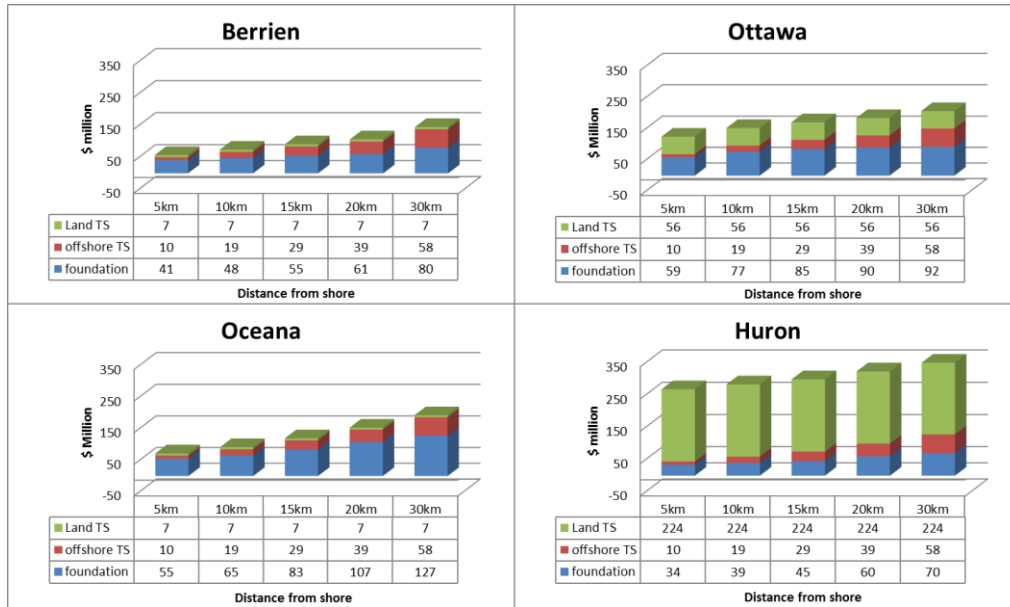 Berrien
$ million
350
250
150
50
-50
5km 10km 15km 20km 30km
Land TS 7 7 7 7 7
offshore TS 10 19 29 39 58
foundation 41 48 55 61 80
Distance from shore
Ottawa
$ Million
350
250
150
50
-50
5km 10km 15km 20km 30km
Land TS 56 56 56 56 56
offshore TS 10 19 29 39 58
foundation 59 77 85 90 92
Distance from shore
Oceana
$ Million
350
250
150
50
-50
5km 10km 15km 20km 30km
Land TS 7 7 7 7 7
offshore TS 10 19 29 39 58
foundation 55 65 83 107 127
Distance from shore
Huron
$ million
350
250
150
50
-50
5km 10km 15km 20km 30km
Land TS 224 224 224 224 224
offshore TS 10 19 29 39 58
foundation 34 39 45 60 70
Distance from shore